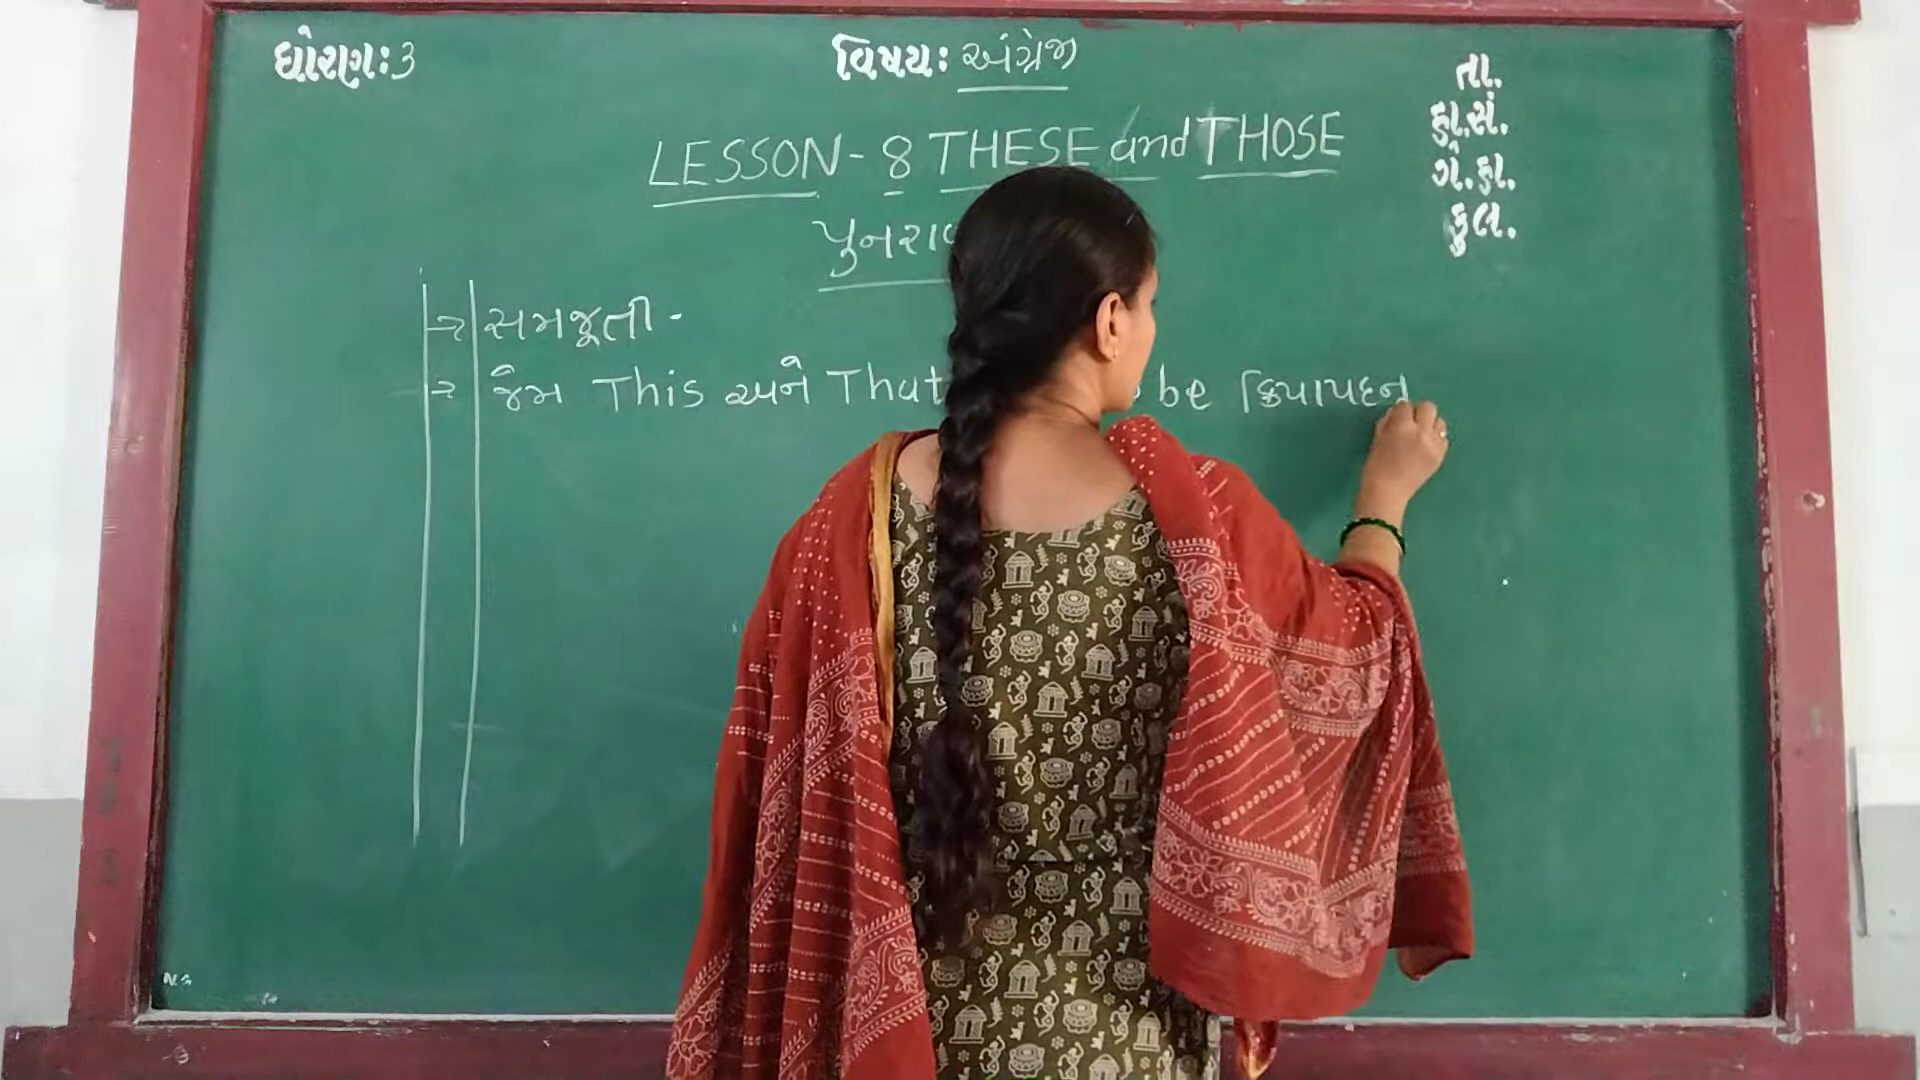 ધોરણ: 3
વિષય: અંગ્રેજી
તા.
હા.સં.
ગે.હા.
કુલ.
LESSON - 8 THESE and THOSE
→ સમજૂતી -
→ જેમ This અને That be ક્રિયાપદન